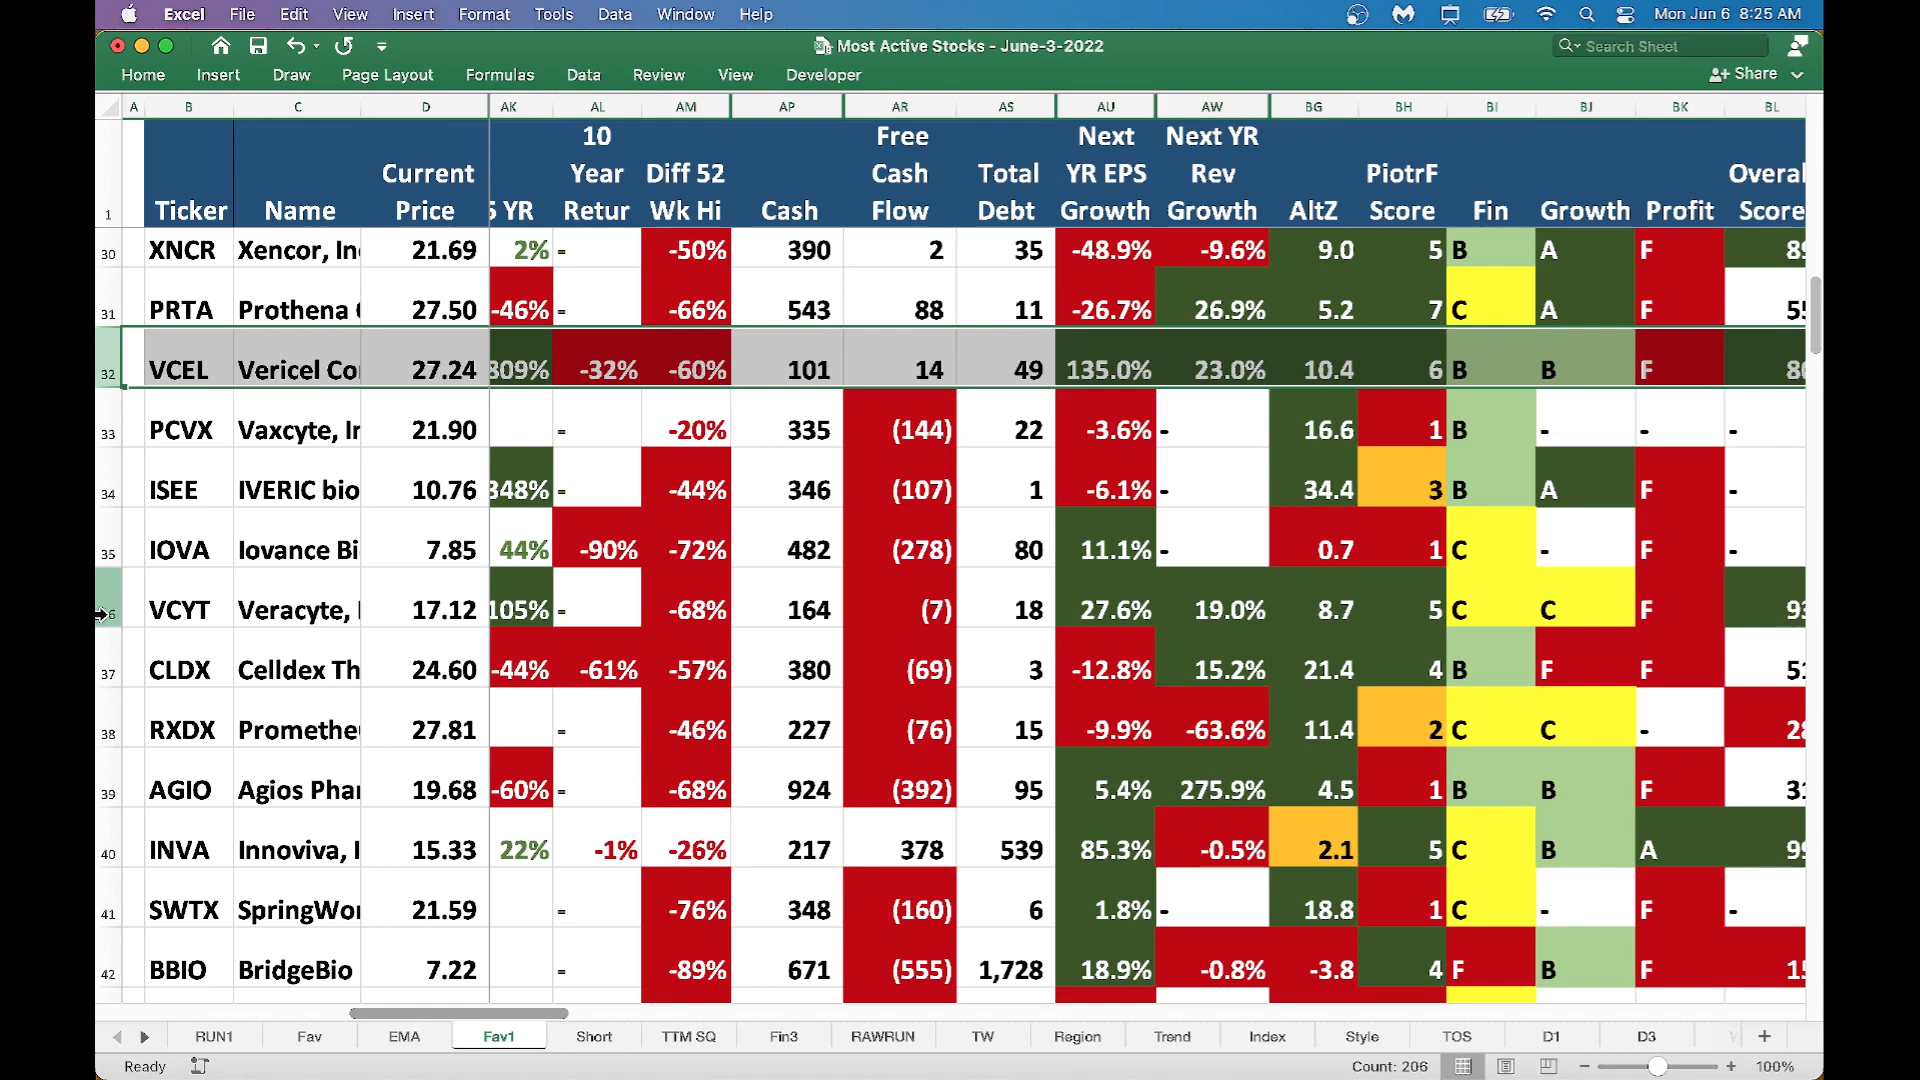 Excel File Edit View Insert Format Tools Data Window Help Mon Jun 6 8:25 AM
Most Active Stocks - June-3-2022 Search Sheet
Home Insert Draw Page Layout Formulas Data Review View Developer Share
A B C D AK AL AM AP AR AS AU AW BG BH BI BJ BK BL
10 Free Next Next YR
Current Year Diff 52 Cash Total YR EPS Rev PiotrF Overal
1 Ticker Name Price 5 YR Retur Wk Hi Cash Flow Debt Growth Growth AltZ Score Fin Growth Profit Score
30 XNCR Xencor, In 21.69 2% - -50% 390 2 35 -48.9% -9.6% 9.0 5 B A F
31 PRTA Prothena 27.50 -46% - -66% 543 88 11 -26.7% 26.9% 5.2 7 C A F
32 VCEL Vericel Co 27.24 309% -32% -60% 101 14 49 135.0% 23.0% 10.4 6 B B F
33 PCVX Vaxcyte, Ir 21.90 - -20% 335 (144) 22 -3.6% - 16.6 1 B - - -
34 ISEE IVERIC bio 10.76 348% - -44% 346 (107) 1 -6.1% - 34.4 3 B A F -
35 IOVA Iovance Bi 7.85 44% -90% -72% 482 (278) 80 11.1% - 0.7 1 C - F -
VCYT Veracyte, 17.12 105% - -68% 164 (7) 18 27.6% 19.0% 8.7 5 C C F
37 CLDX Celldex Th 24.60 -44% -61% -57% 380 (69) 3 -12.8% 15.2% 21.4 4 B F F
38 RXDX Promethe 27.81 - -46% 227 (76) 15 -9.9% -63.6% 11.4 2 C C -
39 AGIO Agios Pha 19.68 -60% - -68% 924 (392) 95 5.4% 275.9% 4.5 1 B B F
40 INVA Innoviva, 15.33 22% -1% -26% 217 378 539 85.3% -0.5% 2.1 5 C B A
41 SWTX SpringWo 21.59 - -76% 348 (160) 6 1.8% - 18.8 1 C - F -
42 BBIO BridgeBio 7.22 - -89% 671 (555) 1,728 18.9% -0.8% -3.8 4 F B F
RUN1 Fav EMA Fav1 Short TTM SQ Fin3 RAWRUN TW Region Trend Index Style TOS D1 D3
Ready Count: 206 100%